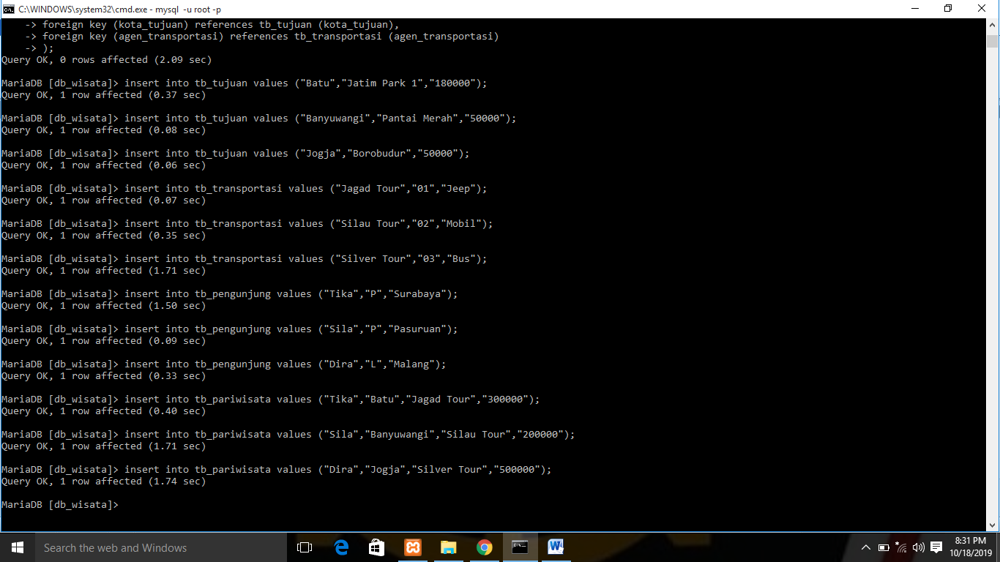 C:\WINDOWS\system32\cmd.exe - mysql -u root -p
-> foreign key (kota_tujuan) references tb_tujuan (kota_tujuan),
-> foreign key (agen_transportasi) references tb_transportasi (agen_transportasi)
-> );
Query OK, 0 rows affected (2.09 sec)
MariaDB [db_wisata]> insert into tb_tujuan values ("Batu","Jatim Park 1","180000");
Query OK, 1 row affected (0.37 sec)
MariaDB [db_wisata]> insert into tb_tujuan values ("Banyuwangi","Pantai Merah","50000");
Query OK, 1 row affected (0.08 sec)
MariaDB [db_wisata]> insert into tb_tujuan values ("Jogja","Borobudur","50000");
Query OK, 1 row affected (0.06 sec)
MariaDB [db_wisata]> insert into tb_transportasi values ("Jagad Tour","01","Jeep");
Query OK, 1 row affected (0.07 sec)
MariaDB [db_wisata]> insert into tb_transportasi values ("Silau Tour","02","Mobil");
Query OK, 1 row affected (0.35 sec)
MariaDB [db_wisata]> insert into tb_transportasi values ("Silver Tour","03","Bus");
Query OK, 1 row affected (1.71 sec)
MariaDB [db_wisata]> insert into tb_pengunjung values ("Tika","P","Surabaya");
Query OK, 1 row affected (1.50 sec)
MariaDB [db_wisata]> insert into tb_pengunjung values ("Sila","P","Pasuruan");
Query OK, 1 row affected (0.09 sec)
MariaDB [db_wisata]> insert into tb_pengunjung values ("Dira","L","Malang");
Query OK, 1 row affected (0.33 sec)
MariaDB [db_wisata]> insert into tb_pariwisata values ("Tika","Batu","Jagad Tour","300000");
Query OK, 1 row affected (0.40 sec)
MariaDB [db_wisata]> insert into tb_pariwisata values ("Sila","Banyuwangi","Silau Tour","200000");
Query OK, 1 row affected (1.71 sec)
MariaDB [db_wisata]> insert into tb_pariwisata values ("Dira","Jogja","Silver Tour","500000");
Query OK, 1 row affected (1.74 sec)
MariaDB [db_wisata]>
Search the web and Windows
8:31 PM
10/18/2019